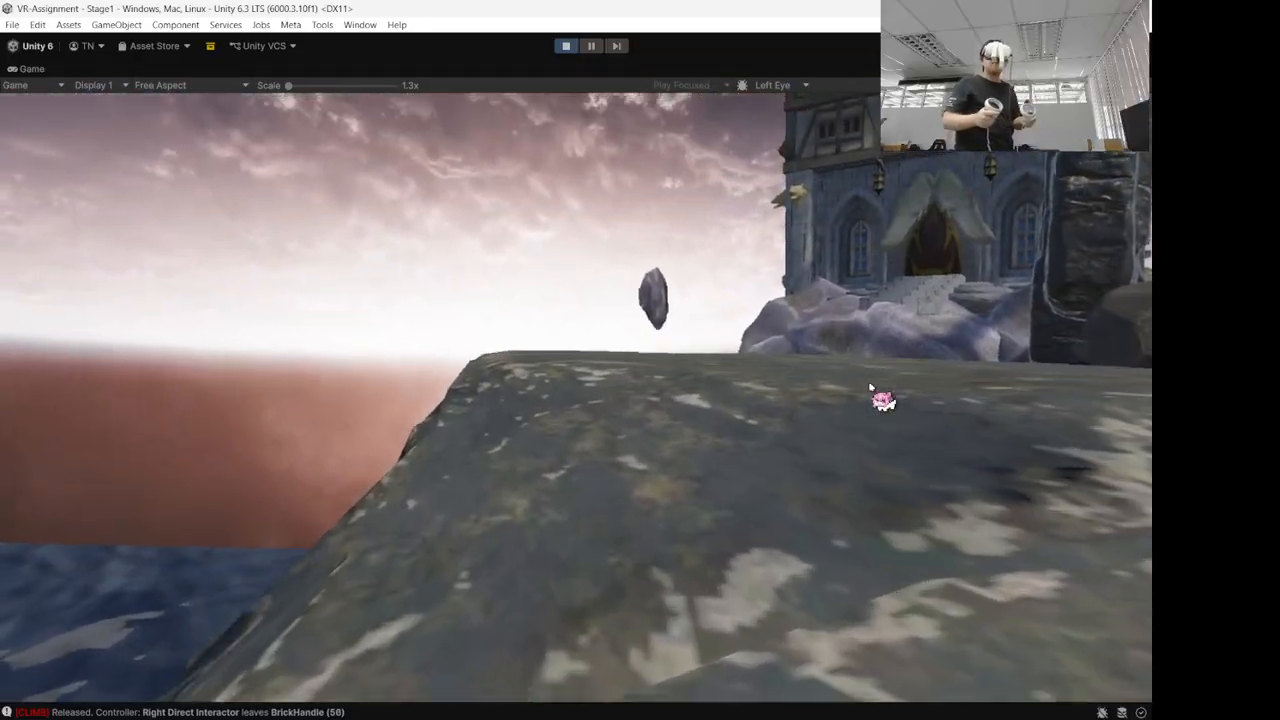 VR-Assignment - Stage1 - Windows, Mac, Linux - Unity 6.3 LTS (6000.3.10f1) <DX11>
File Edit Assets GameObject Component Services Jobs Meta Tools Window Help
Unity 6 TN Asset Store Unity VCS
Game
Game Display 1 Free Aspect Scale 1.3x Play Focused Left Eye
[CLIMB] Released. Controller: Right Direct Interactor leaves BrickHandle (56)